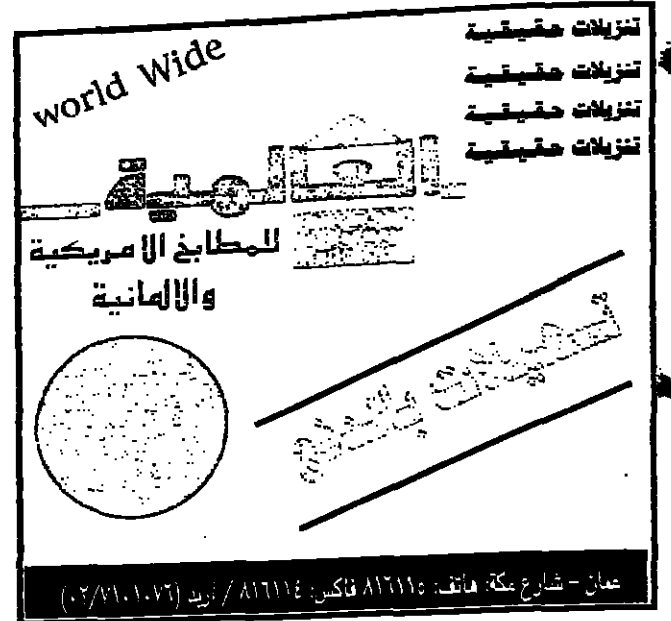 تنزيلات حقيقية
تنزيلات حقيقية
تنزيلات حقيقية
تنزيلات حقيقية
world Wide
العالمية
للمطابخ الامريكية
والالمانية
عمان - شارع مكة: هاتف: ٨١٦١١٥ فاكس: ٨١٦١١٤ / اربد (٠٢/٧١٠١٠٧٦)